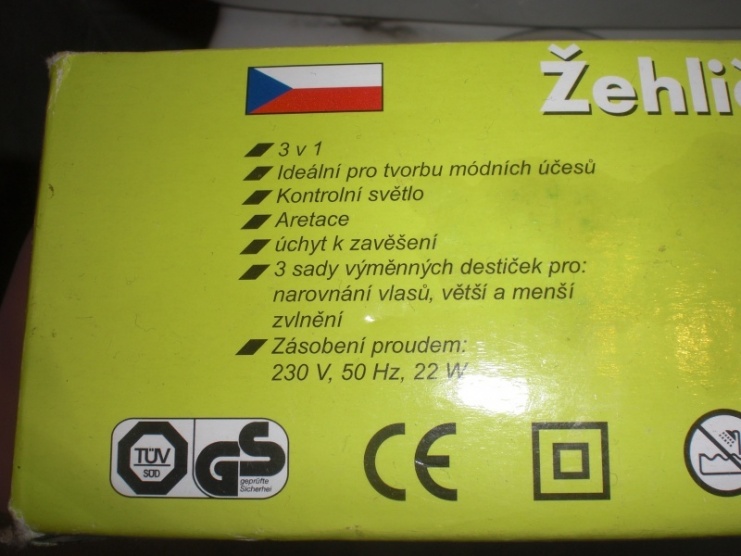 3 v 1
Ideální pro tvorbu módních účesů
Kontrolní světlo
Aretace
úchyt k zavěšení
3 sady výměnných destiček pro:
narovnání vlasů, větší a menší
zvlnění
Zásobení proudem:
230 V, 50 Hz, 22 W
TÜV
SÜD
GS
geprüfte
Sicherheit
CE